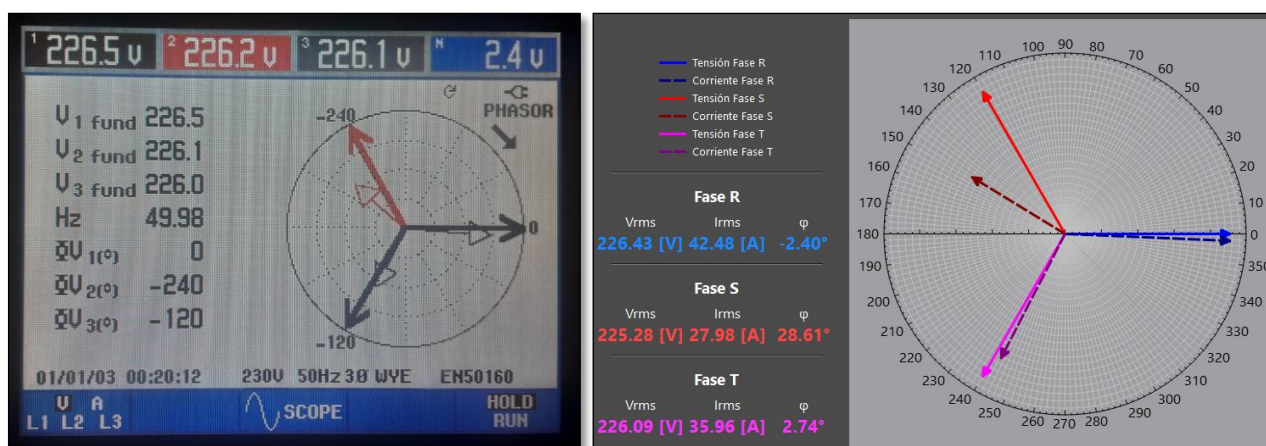 1 226.5 V 2 226.2 V 3 226.1 V N 2.4 V
PHASOR
V1 fund 226.5
V2 fund 226.1
V3 fund 226.0
Hz 49.98
ΦV1(°) 0
ΦV2(°) -240
ΦV3(°) -120
-240
0
-120
01/01/03 00:20:12 230V 50Hz 3Ø WYE EN50160
V A
L1 L2 L3
SCOPE
HOLD
RUN
Tensión Fase R
Corriente Fase R
Tensión Fase S
Corriente Fase S
Tensión Fase T
Corriente Fase T
Fase R
Vrms Irms φ
226.43 [V] 42.48 [A] -2.40°
Fase S
Vrms Irms φ
225.28 [V] 27.98 [A] 28.61°
Fase T
Vrms Irms φ
226.09 [V] 35.96 [A] 2.74°
0
10
20
30
40
50
60
70
80
90
100
110
120
130
140
150
160
170
180
190
200
210
220
230
240
250
260
270
280
290
300
310
320
330
340
350